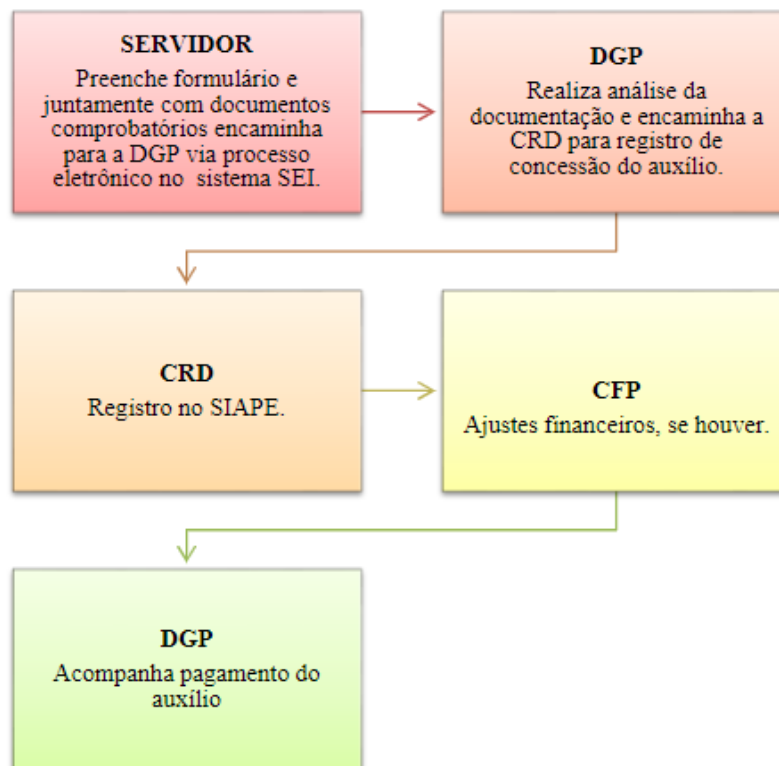 SERVIDOR
Preenche formulário e
juntamente com documentos
comprobatórios encaminha
para a DGP via processo
eletrônico no sistema SEI.
DGP
Realiza análise da
documentação e encaminha a
CRD para registro de
concessão do auxílio.
CRD
Registro no SIAPE.
CFP
Ajustes financeiros, se houver.
DGP
Acompanha pagamento do
auxílio